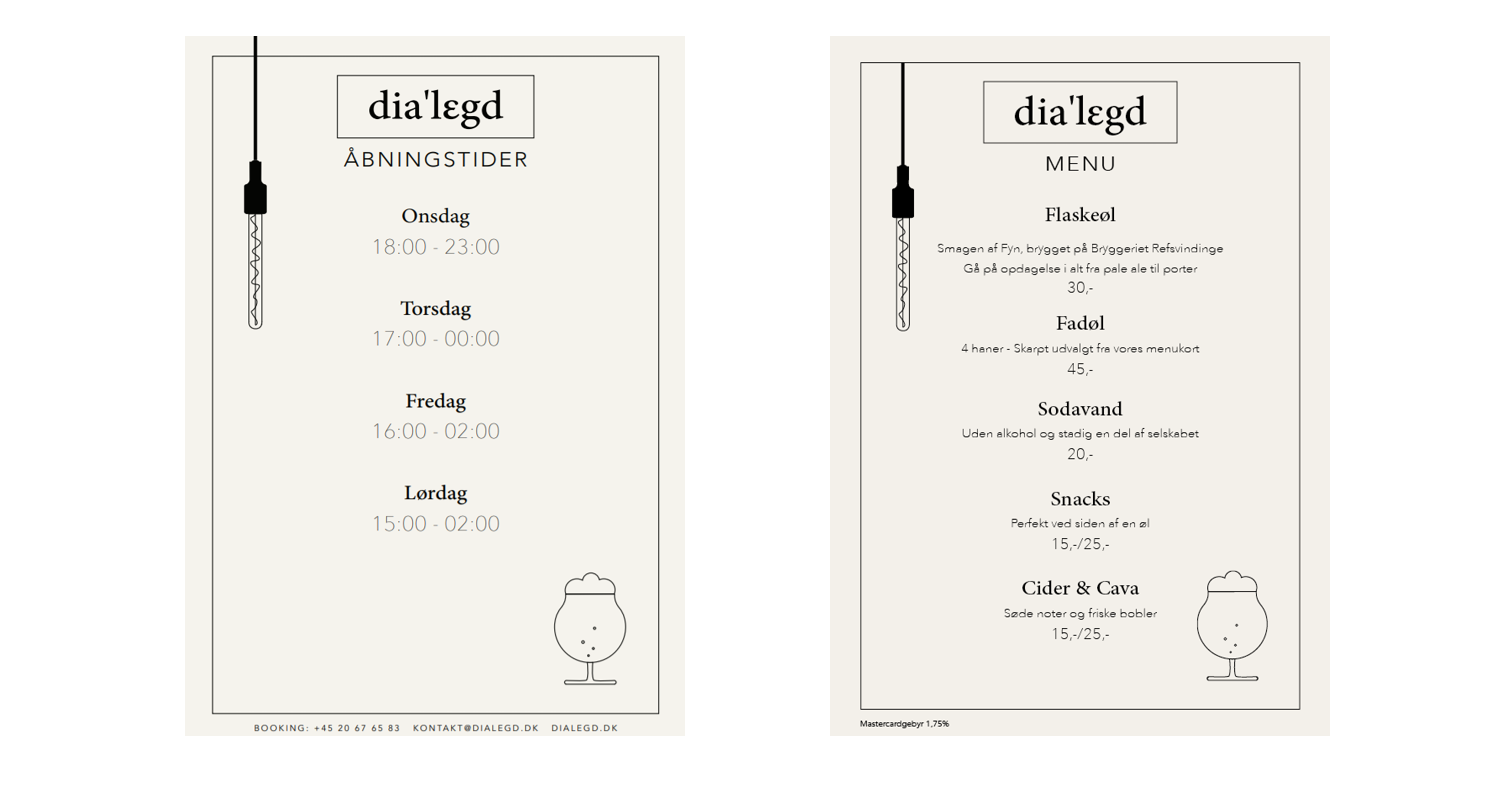 dia'lɛgd
ÅBNINGSTIDER
Onsdag
18:00 - 23:00
Torsdag
17:00 - 00:00
Fredag
16:00 - 02:00
Lørdag
15:00 - 02:00
BOOKING: +45 20 67 65 83 KONTAKT@DIALEGD.DK DIALEGD.DK
dia'lɛgd
MENU
Flaskeøl
Smagen af Fyn, brygget på Bryggeriet Refsvindinge
Gå på opdagelse i alt fra pale ale til porter
30,-
Fadøl
4 haner - Skarpt udvalgt fra vores menukort
45,-
Sodavand
Uden alkohol og stadig en del af selskabet
20,-
Snacks
Perfekt ved siden af en øl
15,-/25,-
Cider & Cava
Søde noter og friske bobler
15,-/25,-
Mastercardgebyr 1,75%